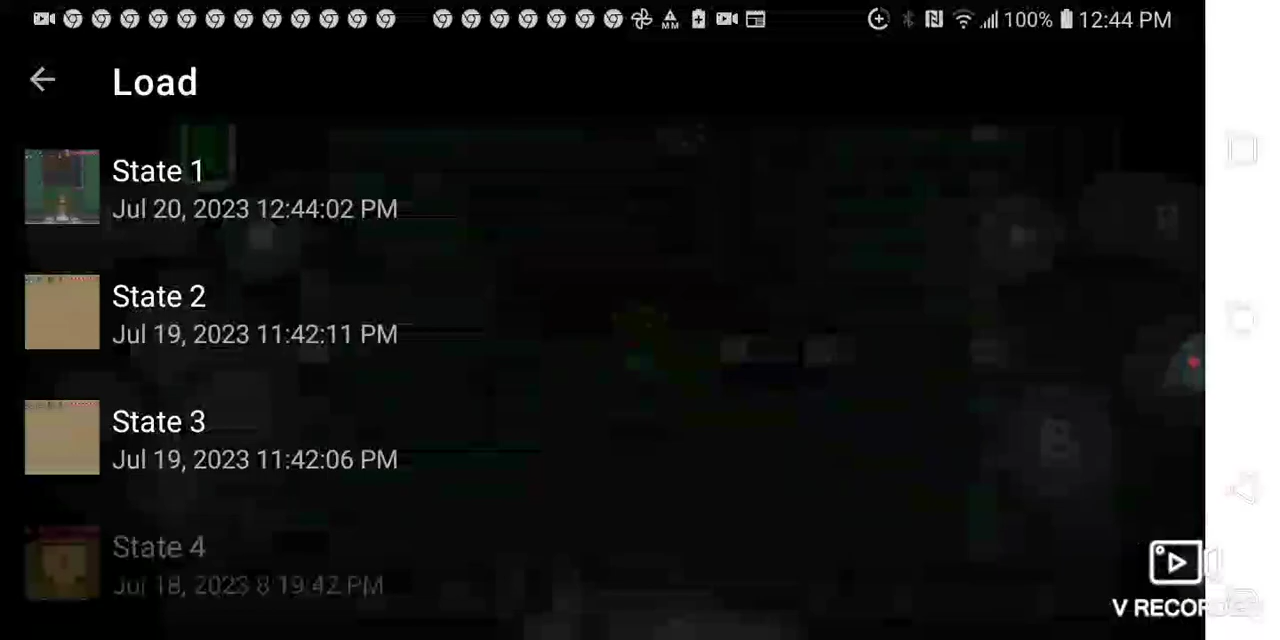 100% 12:44 PM
Load
State 1
Jul 20, 2023 12:44:02 PM
State 2
Jul 19, 2023 11:42:11 PM
State 3
Jul 19, 2023 11:42:06 PM
State 4
Jul 18, 2023 8:19:42 PM
B
V RECOR